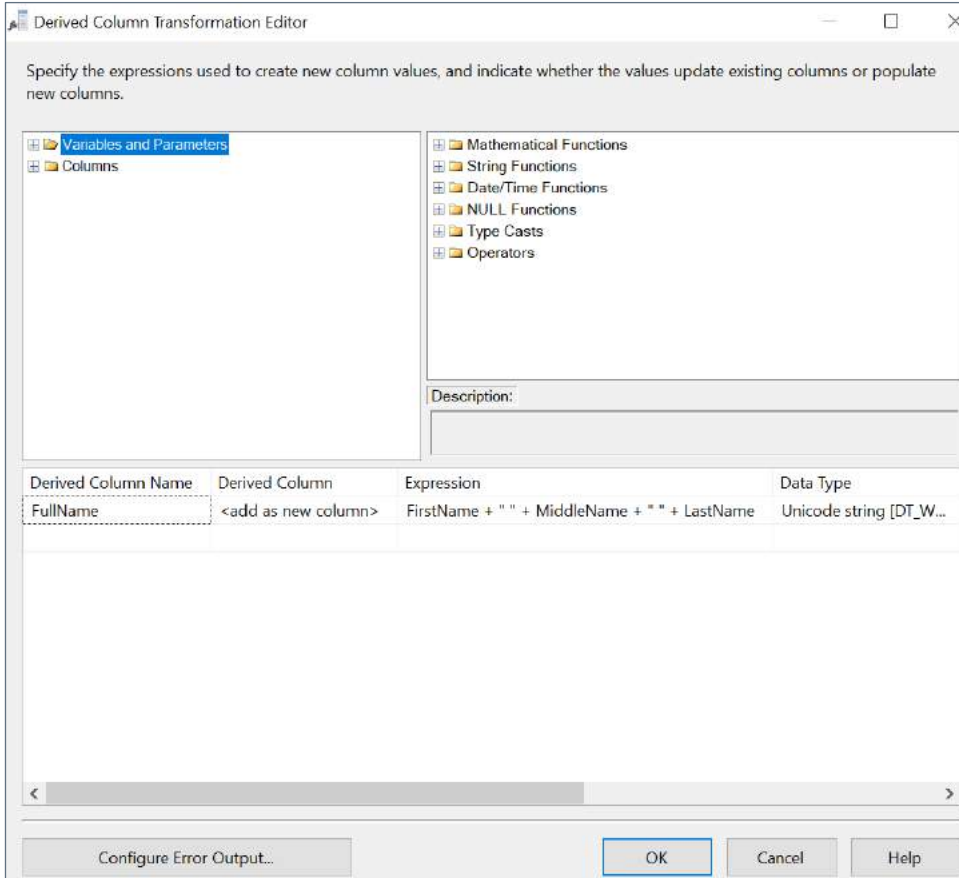 Derived Column Transformation Editor
Specify the expressions used to create new column values, and indicate whether the values update existing columns or populate
new columns.
Variables and Parameters
Columns
Mathematical Functions
String Functions
Date/Time Functions
NULL Functions
Type Casts
Operators
Description:
Derived Column Name Derived Column Expression Data Type
FullName <add as new column> FirstName + " " + MiddleName + " " + LastName Unicode string [DT_W...
Configure Error Output... OK Cancel Help